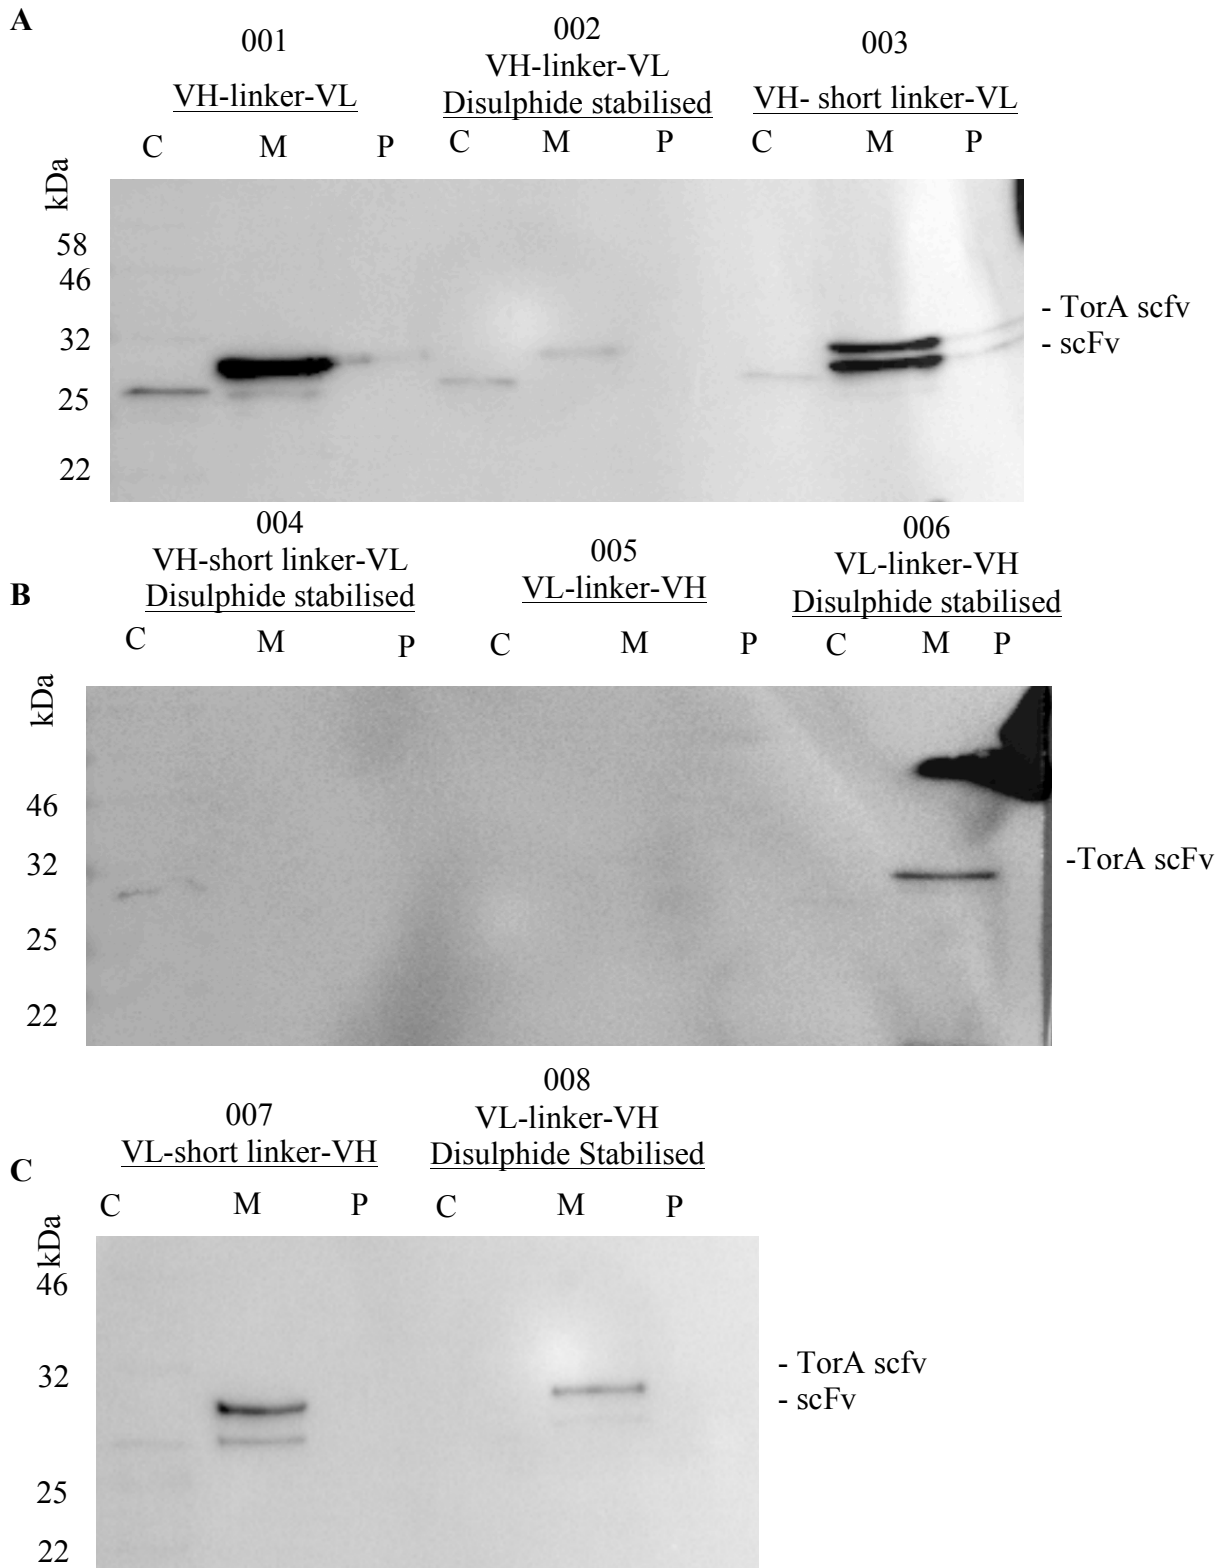 A
001
VH-linker-VL
002
VH-linker-VL
Disulphide stabilised
003
VH- short linker-VL
C M P C M P C M P
kDa
58
46
32
25
22
- TorA scfv
- scFv
B
004
VH-short linker-VL
Disulphide stabilised
005
VL-linker-VH
006
VL-linker-VH
Disulphide stabilised
C M P C M P C M P
kDa
46
32
25
22
-TorA scFv
C
007
VL-short linker-VH
008
VL-linker-VH
Disulphide Stabilised
C M P C M P
kDa
46
32
25
22
- TorA scfv
- scFv